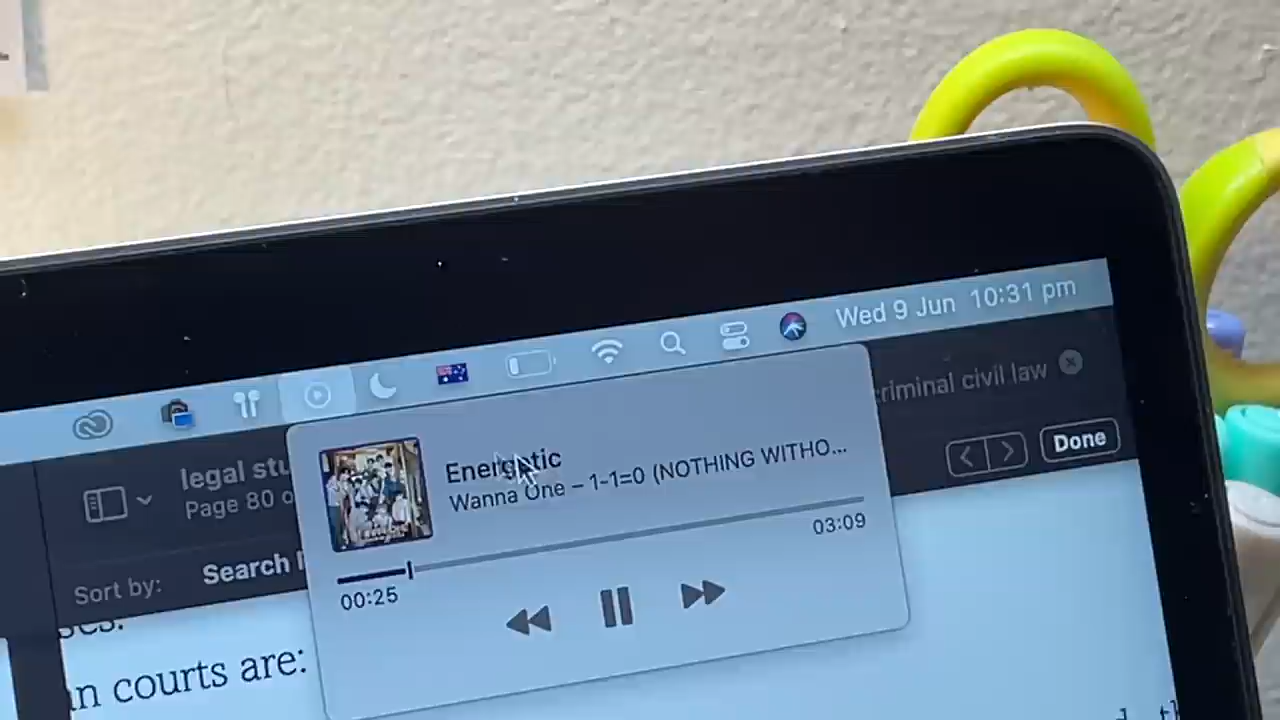 Wed 9 Jun 10:31 pm
criminal civil law
legal stu
Page 80 o
Done
Energetic
Wanna One – 1-1=0 (NOTHING WITHO...
00:25
03:09
Sort by:
Search
an courts are: